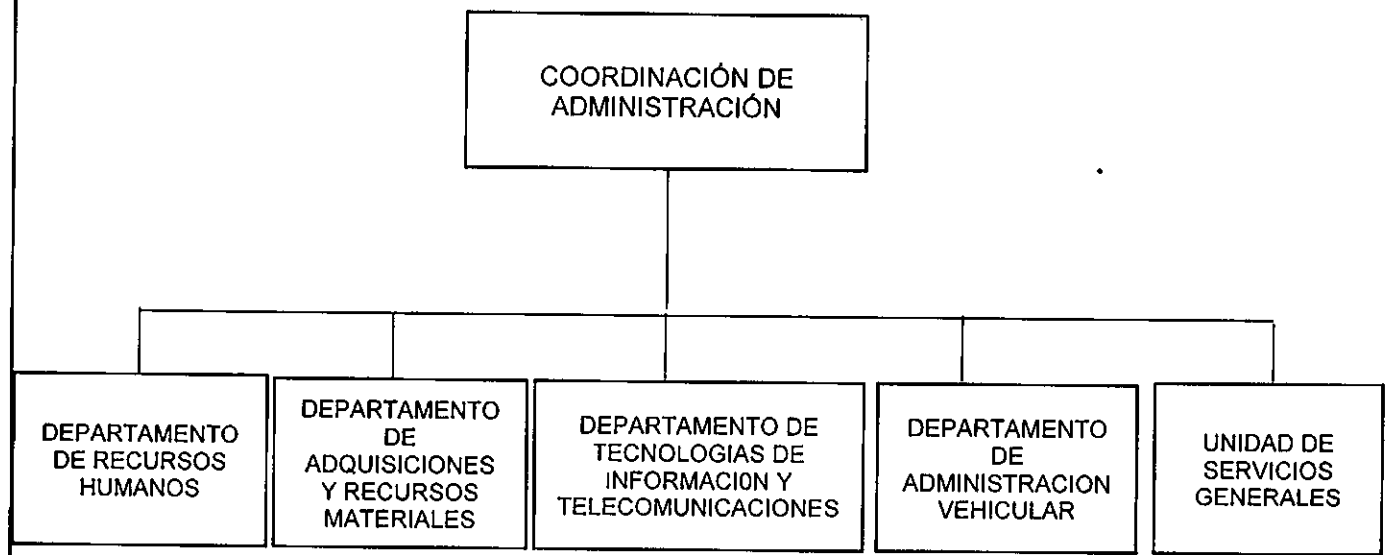 COORDINACIÓN DE
ADMINISTRACIÓN
DEPARTAMENTO
DE RECURSOS
HUMANOS
DEPARTAMENTO
DE
ADQUISICIONES
Y RECURSOS
MATERIALES
DEPARTAMENTO DE
TECNOLOGIAS DE
INFORMACI0N Y
TELECOMUNICACIONES
DEPARTAMENTO
DE
ADMINISTRACION
VEHICULAR
UNIDAD DE
SERVICIOS
GENERALES